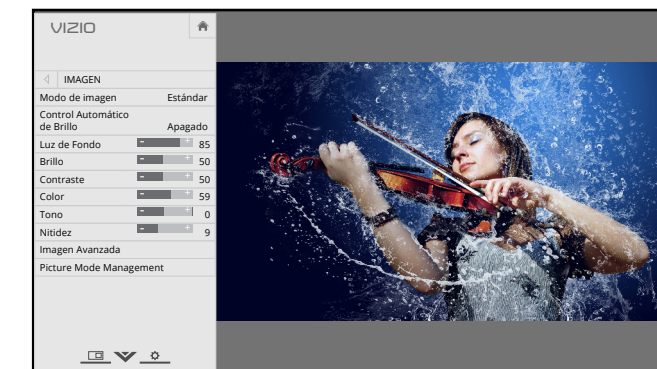 VIZIO
IMAGEN
Modo de imagen Estándar
Control Automático
de Brillo Apagado
Luz de Fondo - + 85
Brillo - + 50
Contraste - + 50
Color - + 59
Tono - + 0
Nitidez - + 9
Imagen Avanzada
Picture Mode Management